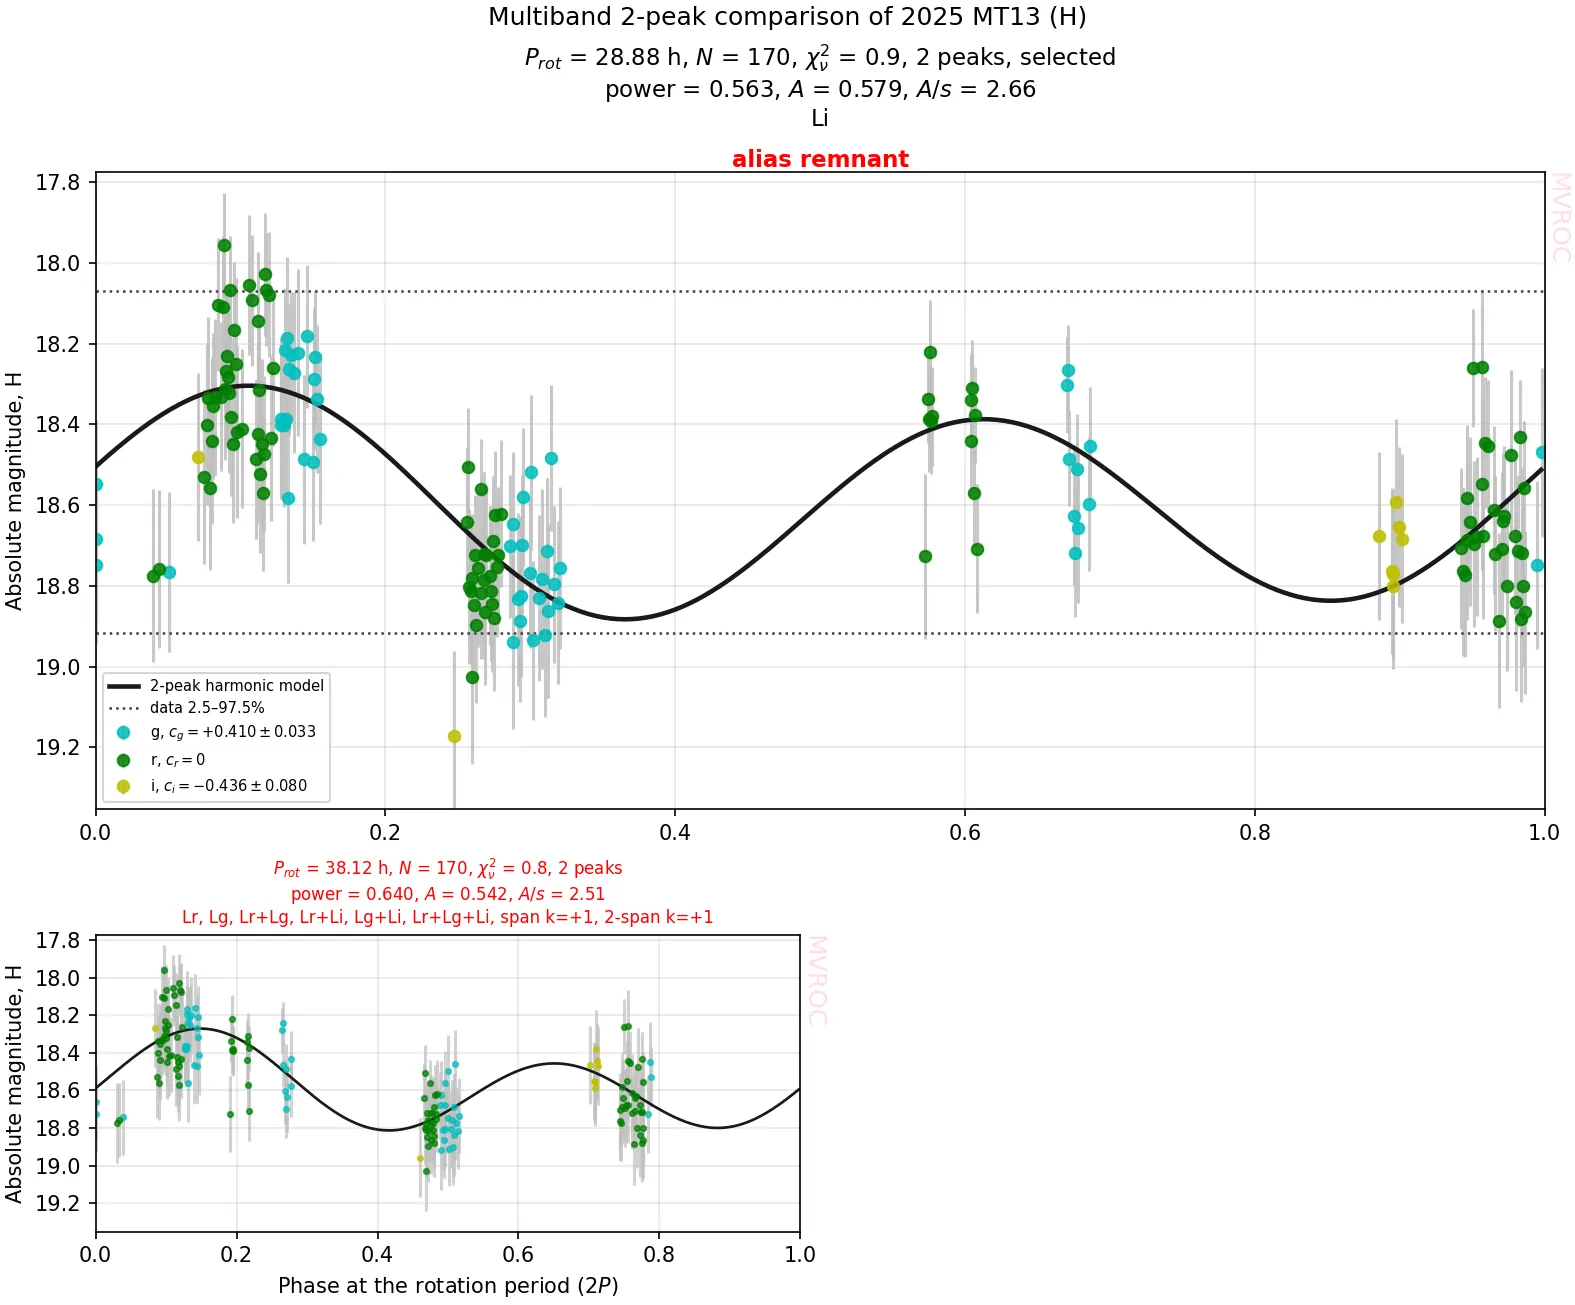 Multiband 2-peak comparison of 2025 MT13 (H)
P_rot = 28.88 h, N = 170, χ²_ν = 0.9, 2 peaks, selected
power = 0.563, A = 0.579, A/s = 2.66
Li
alias remnant
MVROC
17.8
18.0
18.2
18.4
18.6
18.8
19.0
19.2
Absolute magnitude, H
2-peak harmonic model
data 2.5–97.5%
g, c_g = +0.410 ± 0.033
r, c_r = 0
i, c_i = −0.436 ± 0.080
0.0 0.2 0.4 0.6 0.8 1.0
P_rot = 38.12 h, N = 170, χ²_ν = 0.8, 2 peaks
power = 0.640, A = 0.542, A/s = 2.51
Lr, Lg, Lr+Lg, Lr+Li, Lg+Li, Lr+Lg+Li, span k=+1, 2-span k=+1
MVROC
17.8
18.0
18.2
18.4
18.6
18.8
19.0
19.2
Absolute magnitude, H
0.0 0.2 0.4 0.6 0.8 1.0
Phase at the rotation period (2P)